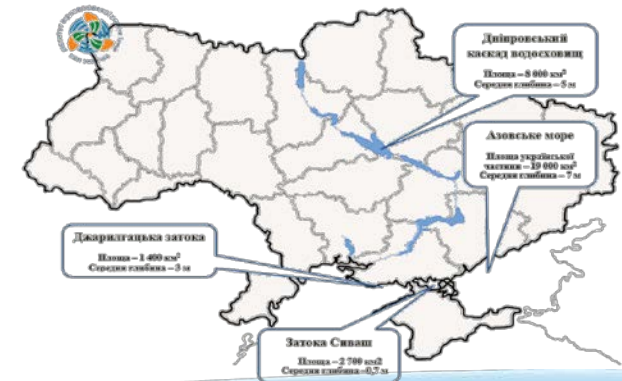 Дніпровський
каскад водосховищ
Площа – 8 000 км²
Середня глибина – 5 м
Азовське море
Площа української
частини – 19 000 км²
Середня глибина – 7 м
Джарилгацька затока
Площа – 1 400 км²
Середня глибина – 3 м
Затока Сиваш
Площа – 2 700 км2
Середня глибина –0,7 м